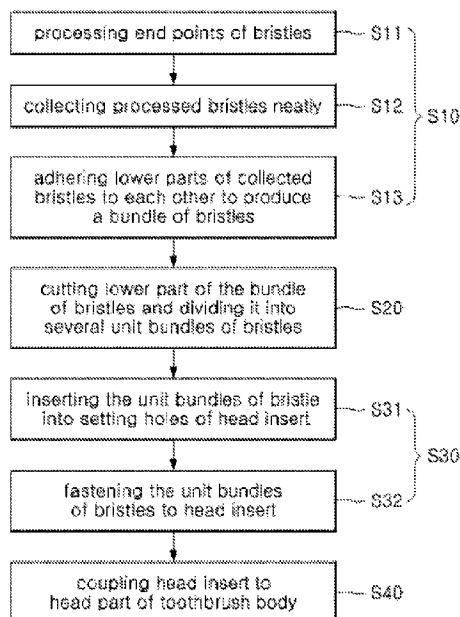 processing end points of bristles
S11
collecting processed bristles neatly
S12
S10
adhering lower parts of collected
bristles to each other to produce
a bundle of bristles
S13
cutting lower part of the bundle
of bristles and dividing it into
several unit bundles of bristles
S20
inserting the unit bundles of bristle
into setting holes of head insert
S31
S30
fastening the unit bundles
of bristles to head insert
S32
coupling head insert to
head part of toothbrush body
S40